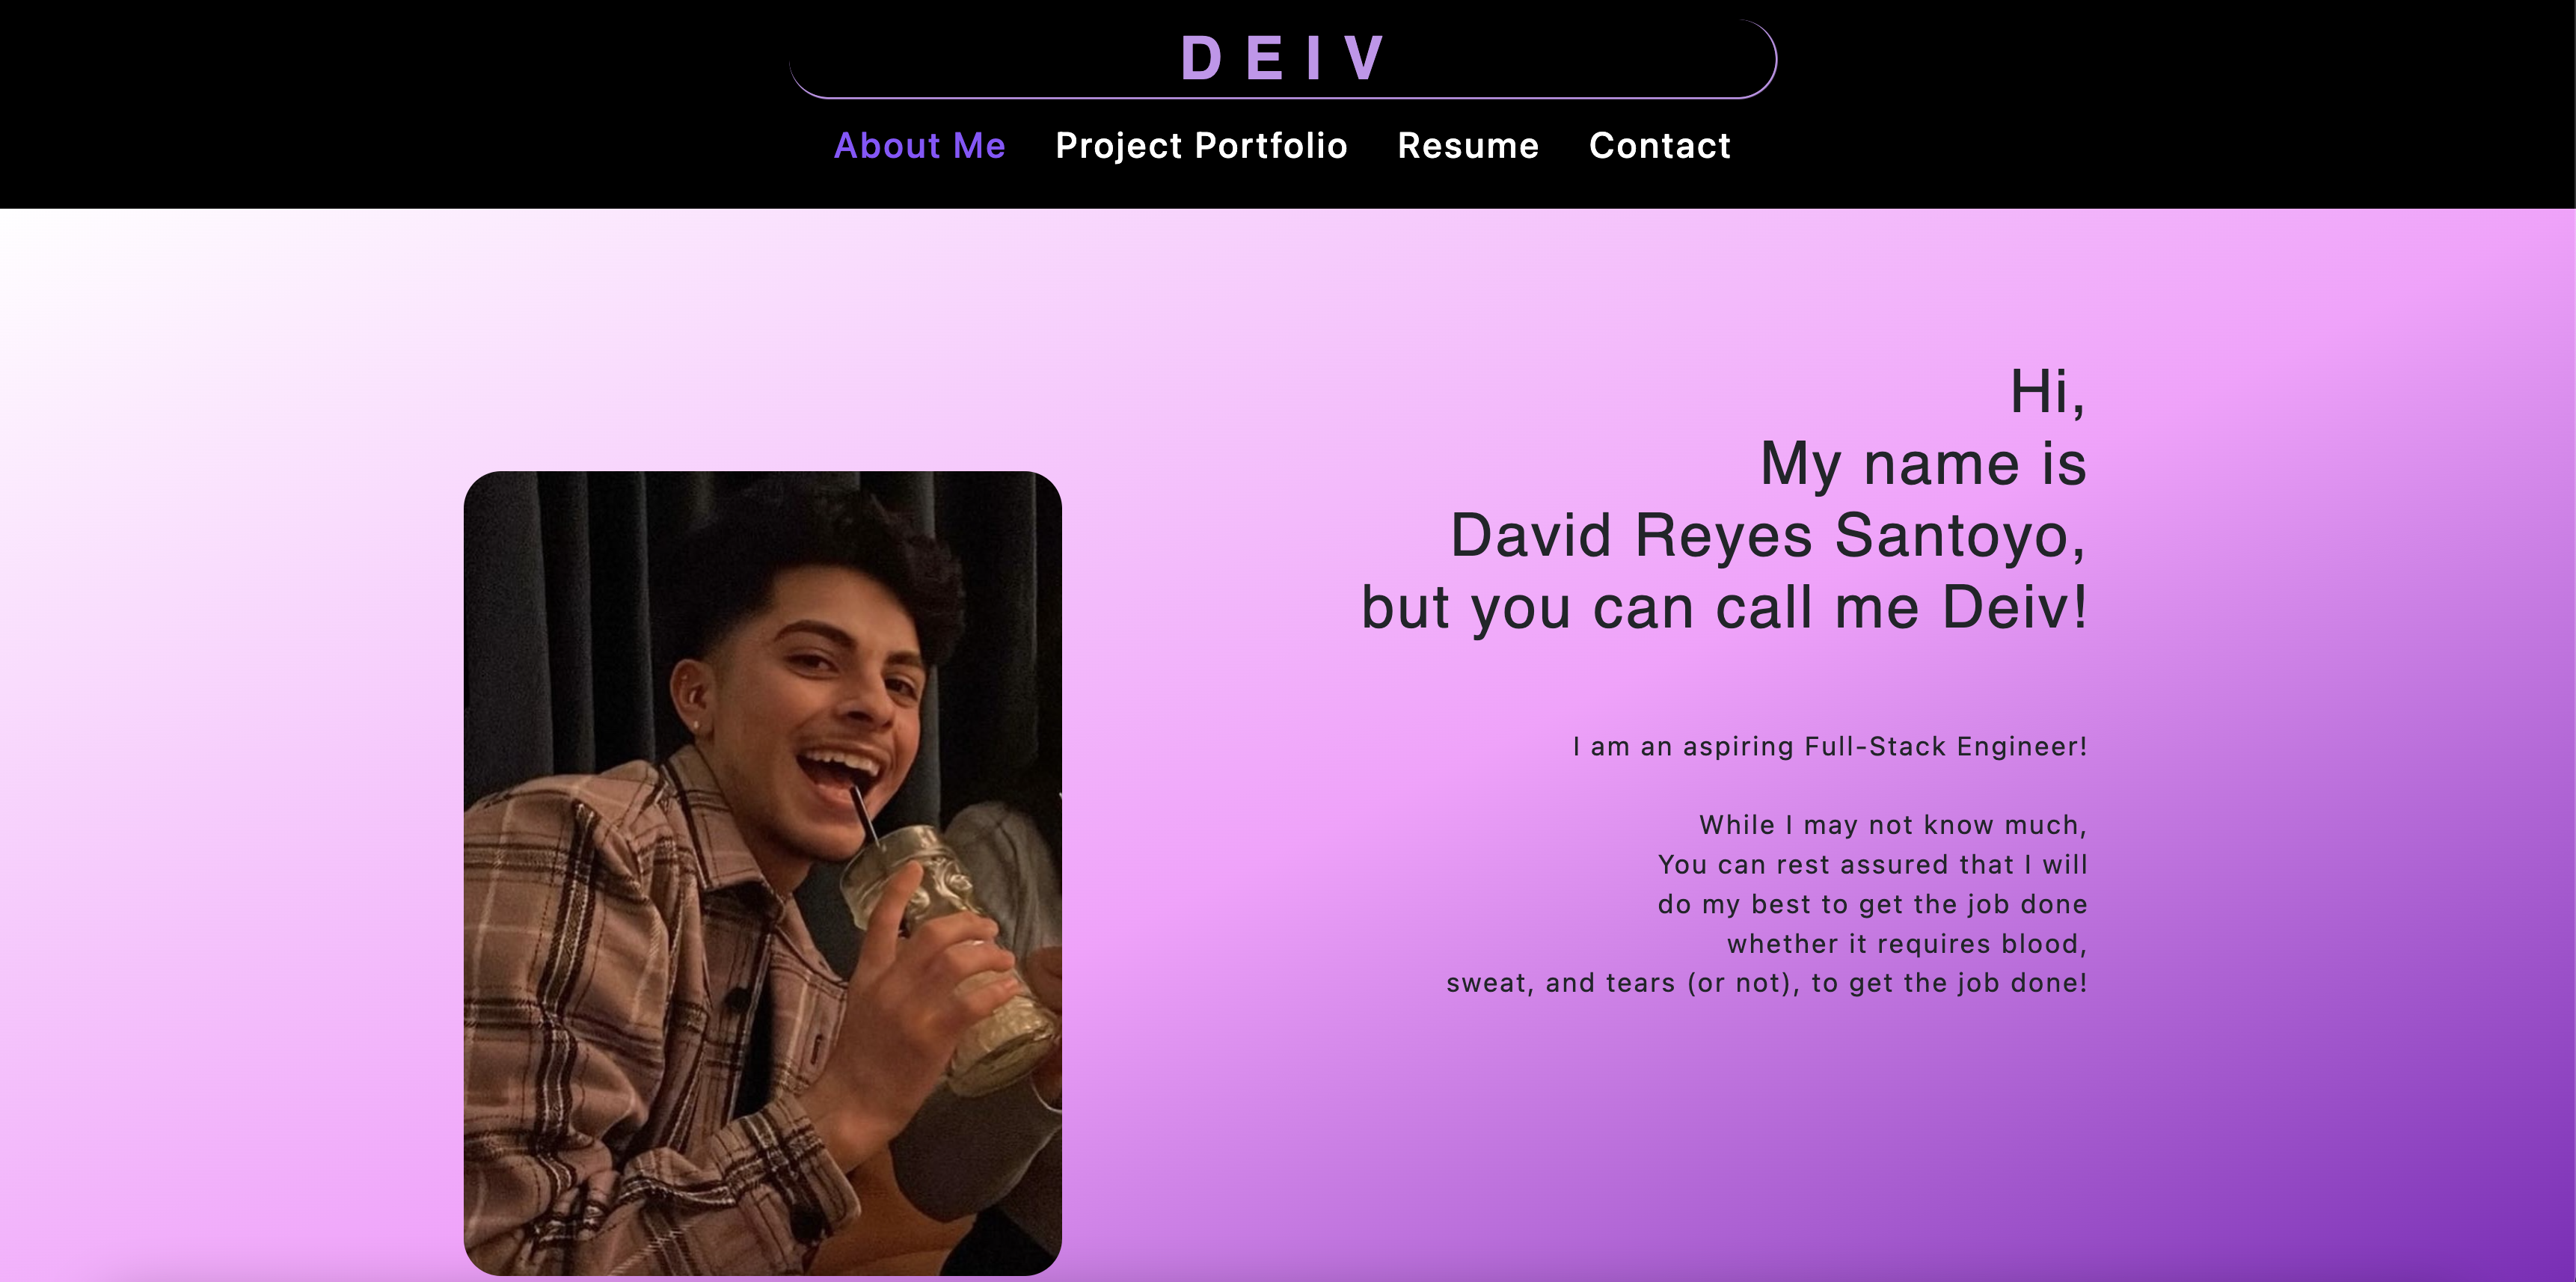 DEIV
About Me Project Portfolio Resume Contact
Hi,
My name is
David Reyes Santoyo,
but you can call me Deiv!
I am an aspiring Full-Stack Engineer!
While I may not know much,
You can rest assured that I will
do my best to get the job done
whether it requires blood,
sweat, and tears (or not), to get the job done!